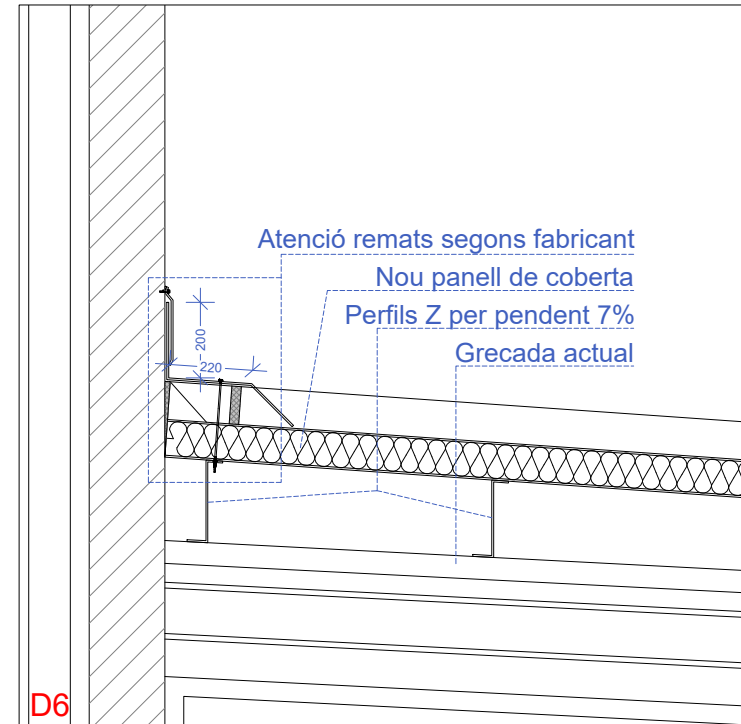 Atenció remats segons fabricant
Nou panell de coberta
Perfils Z per pendent 7%
Grecada actual
200
220
D6